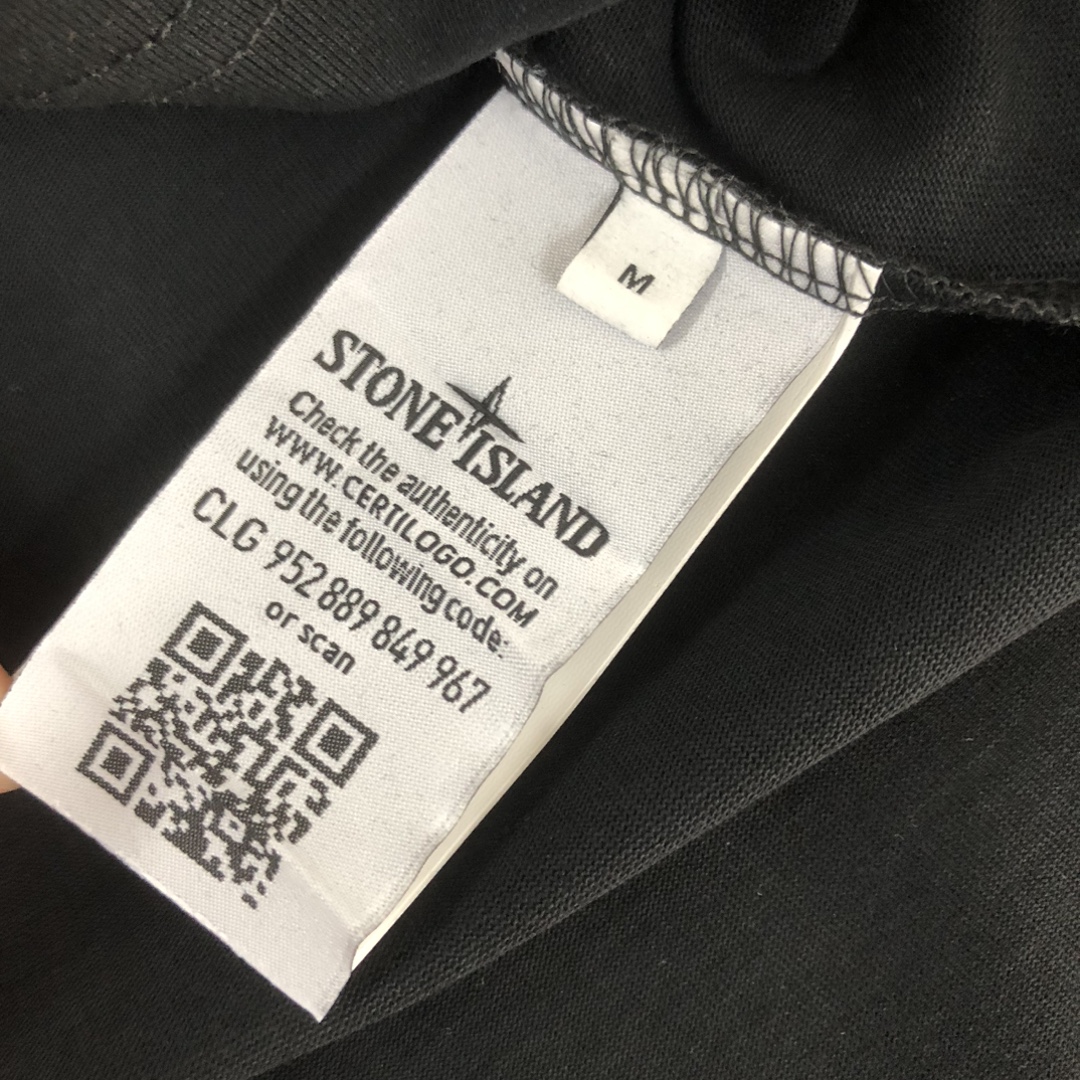 M
STONE ISLAND
Check the authenticity on
WWW.CERTILOGO.COM
using the following code:
CLG 952 889 849 967
or scan